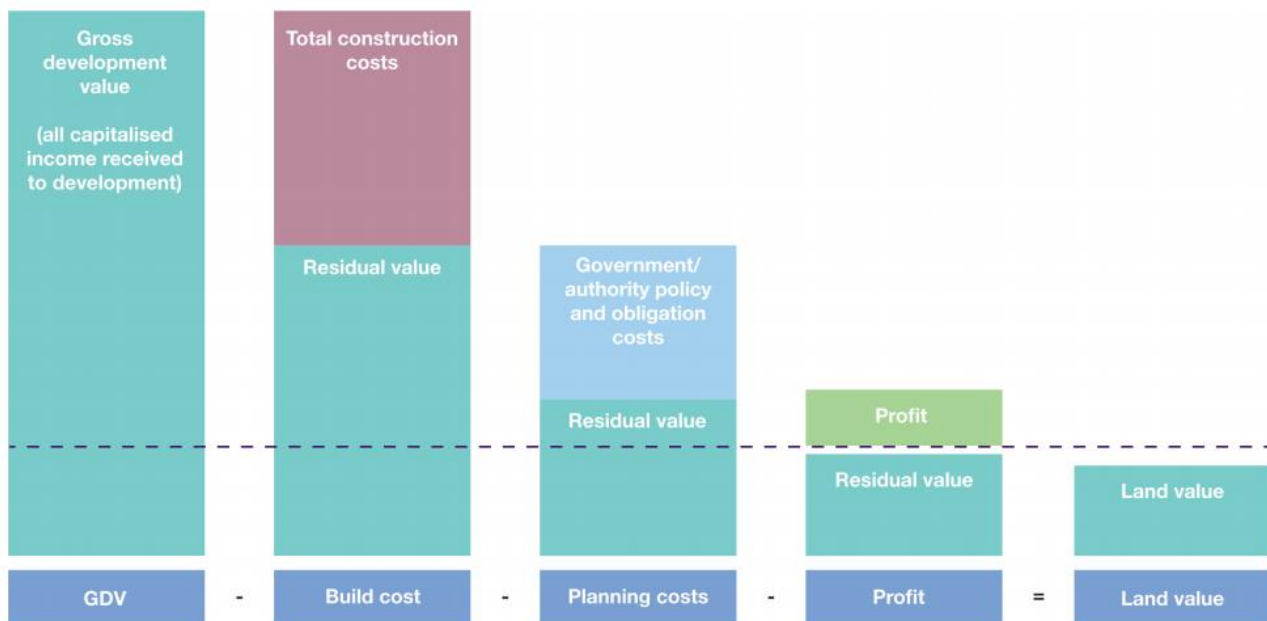 Gross
development
value
(all capitalised
income received
to development)
Total construction
costs
Residual value
Government/
authority policy
and obligation
costs
Residual value
Profit
Residual value
Land value
GDV - Build cost - Planning costs - Profit = Land value